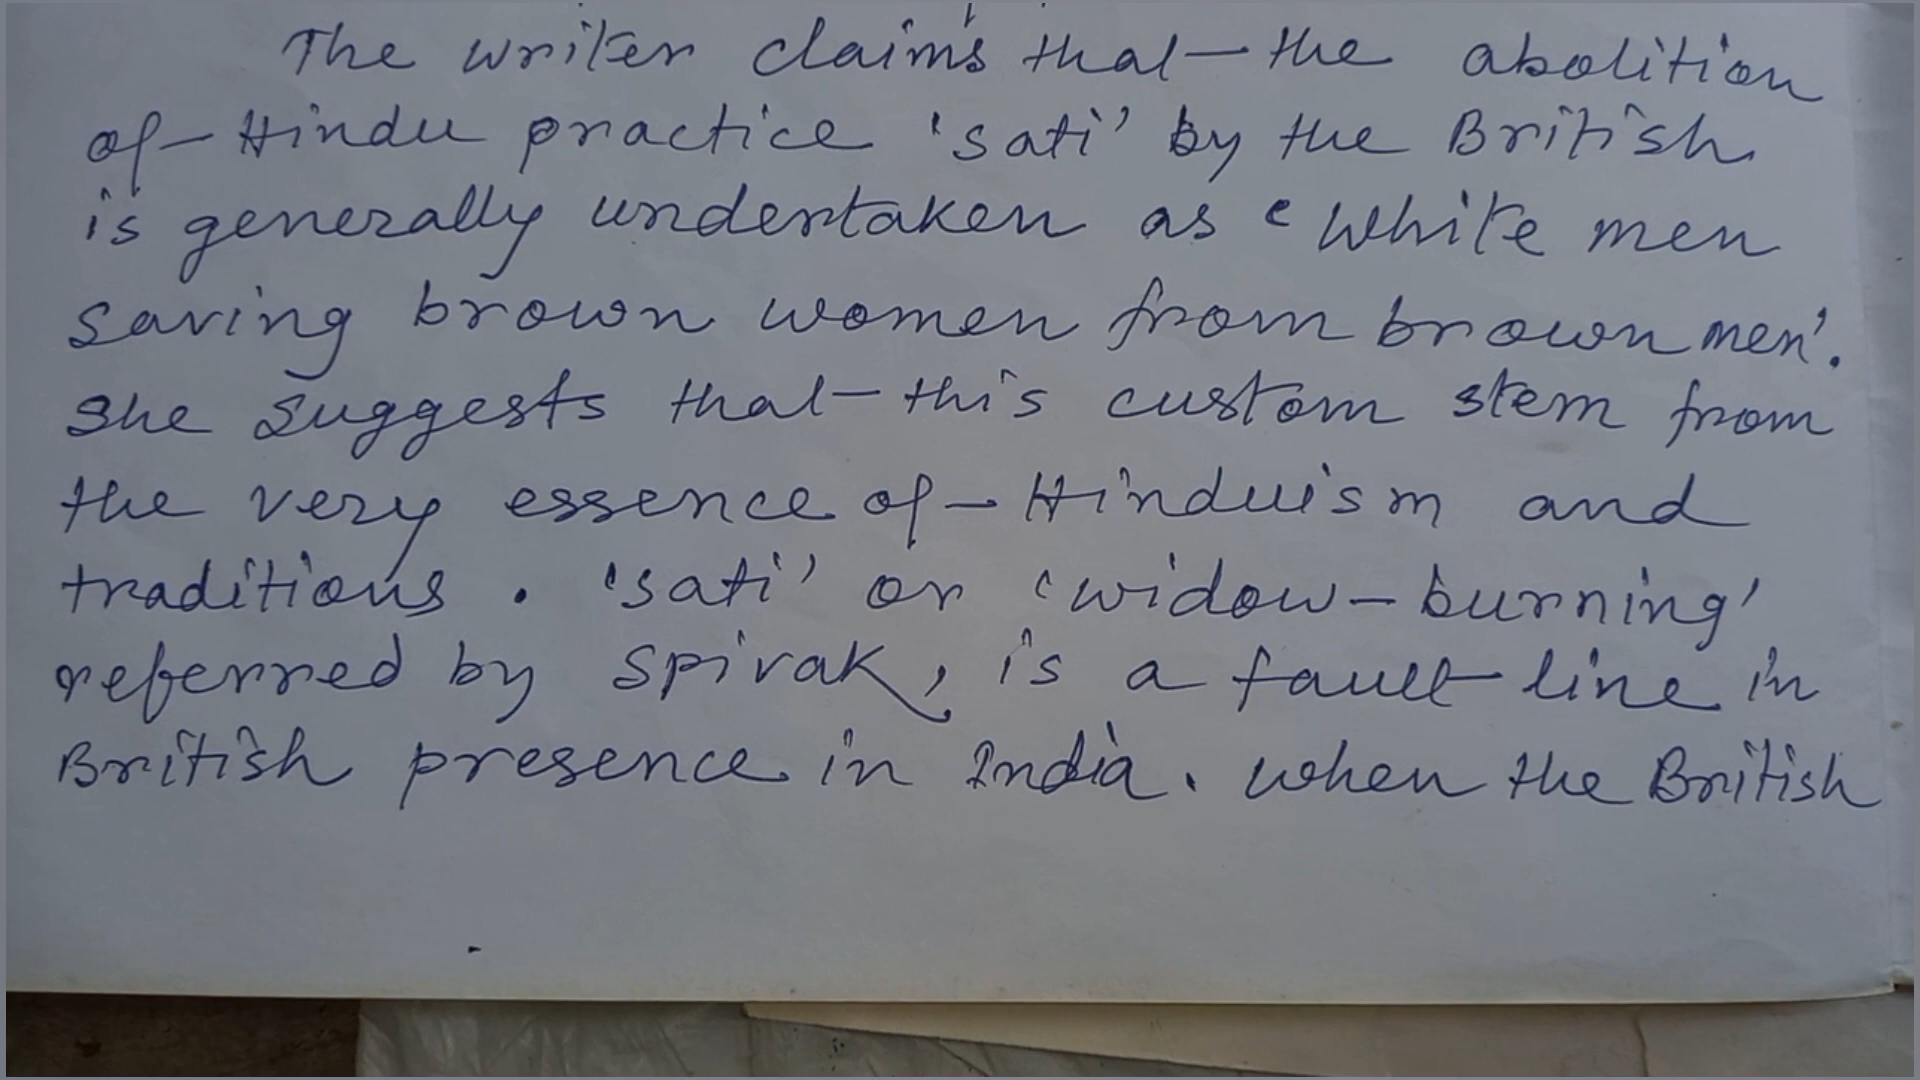 The writer claims that the abolition
of Hindu practice 'sati' by the British
is generally undertaken as 'White men
saving brown women from brown men'.
She suggests that this custom stem from
the very essence of Hinduism and
traditions. 'sati' or 'widow-burning'
referred by Spivak, is a fault line in
British presence in India. when the British